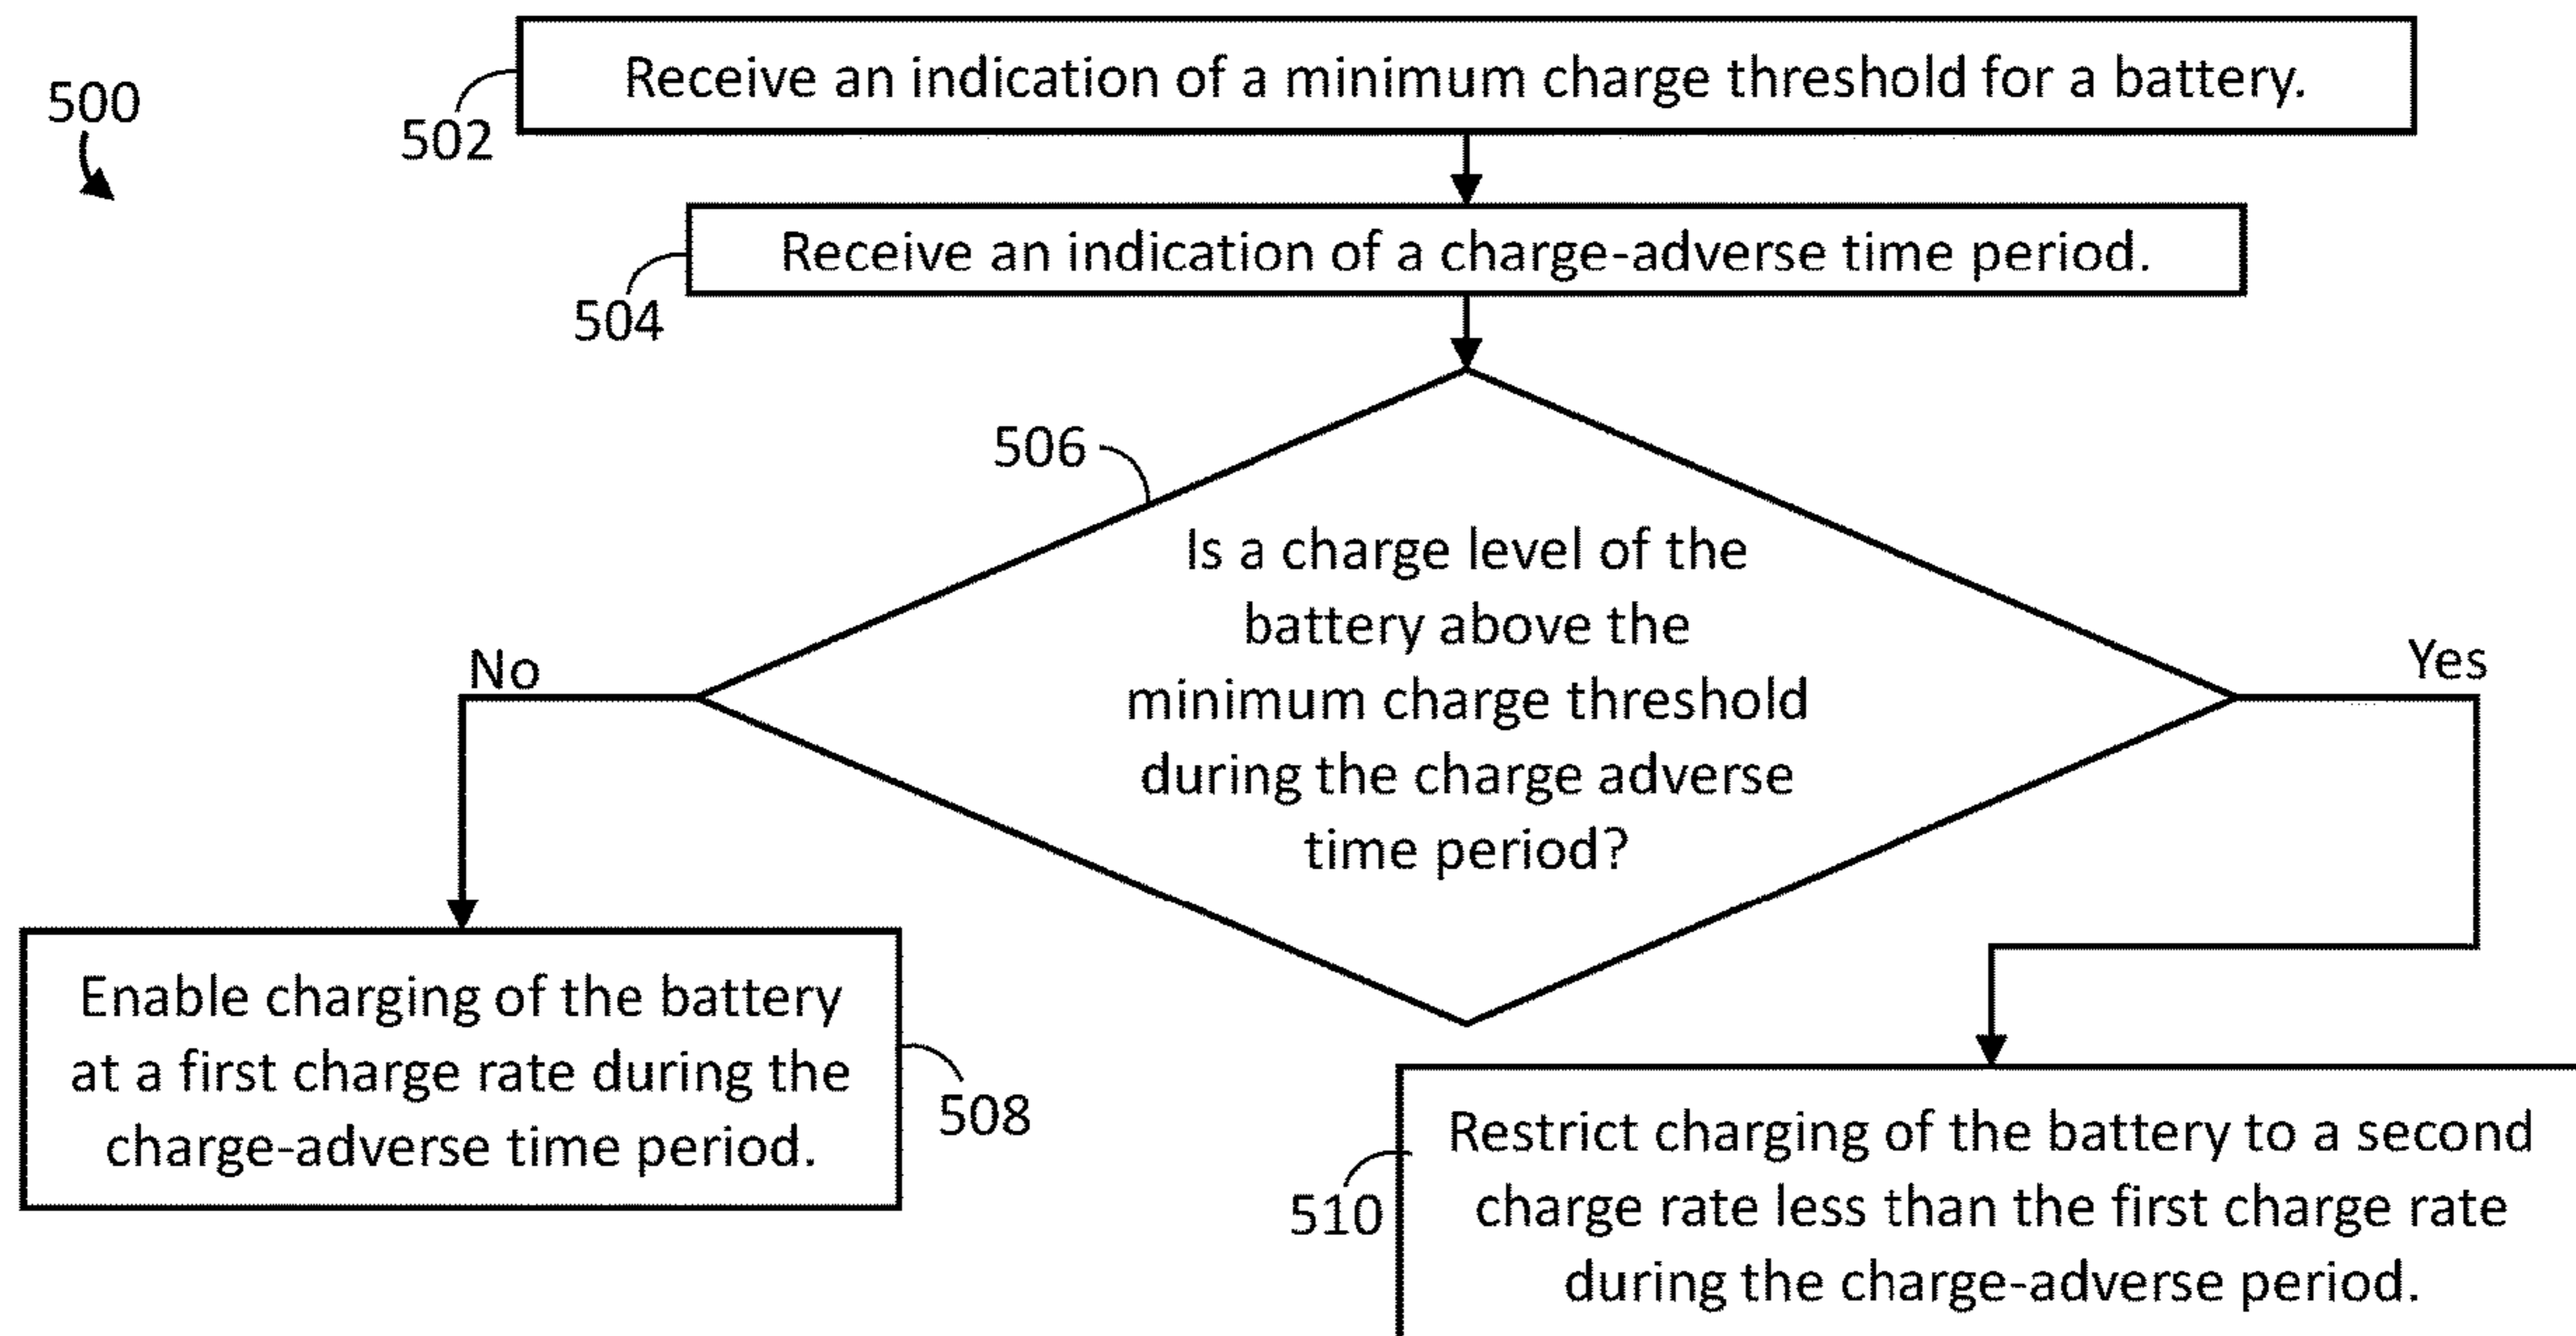 500
502
Receive an indication of a minimum charge threshold for a battery.
504
Receive an indication of a charge-adverse time period.
506
Is a charge level of the
battery above the
minimum charge threshold
during the charge adverse
time period?
No
Yes
Enable charging of the battery
at a first charge rate during the
charge-adverse time period.
508
510
Restrict charging of the battery to a second
charge rate less than the first charge rate
during the charge-adverse period.